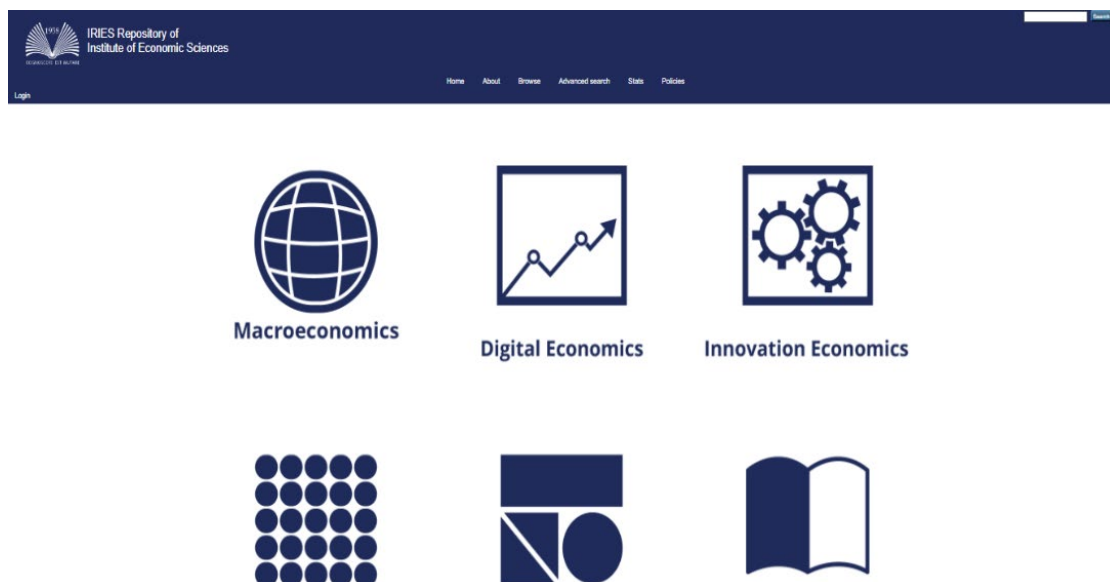 Search
1958
IRIES Repository of
Institute of Economic Sciences
Home About Browse Advanced search Stats Policies
Login
Macroeconomics
Digital Economics
Innovation Economics